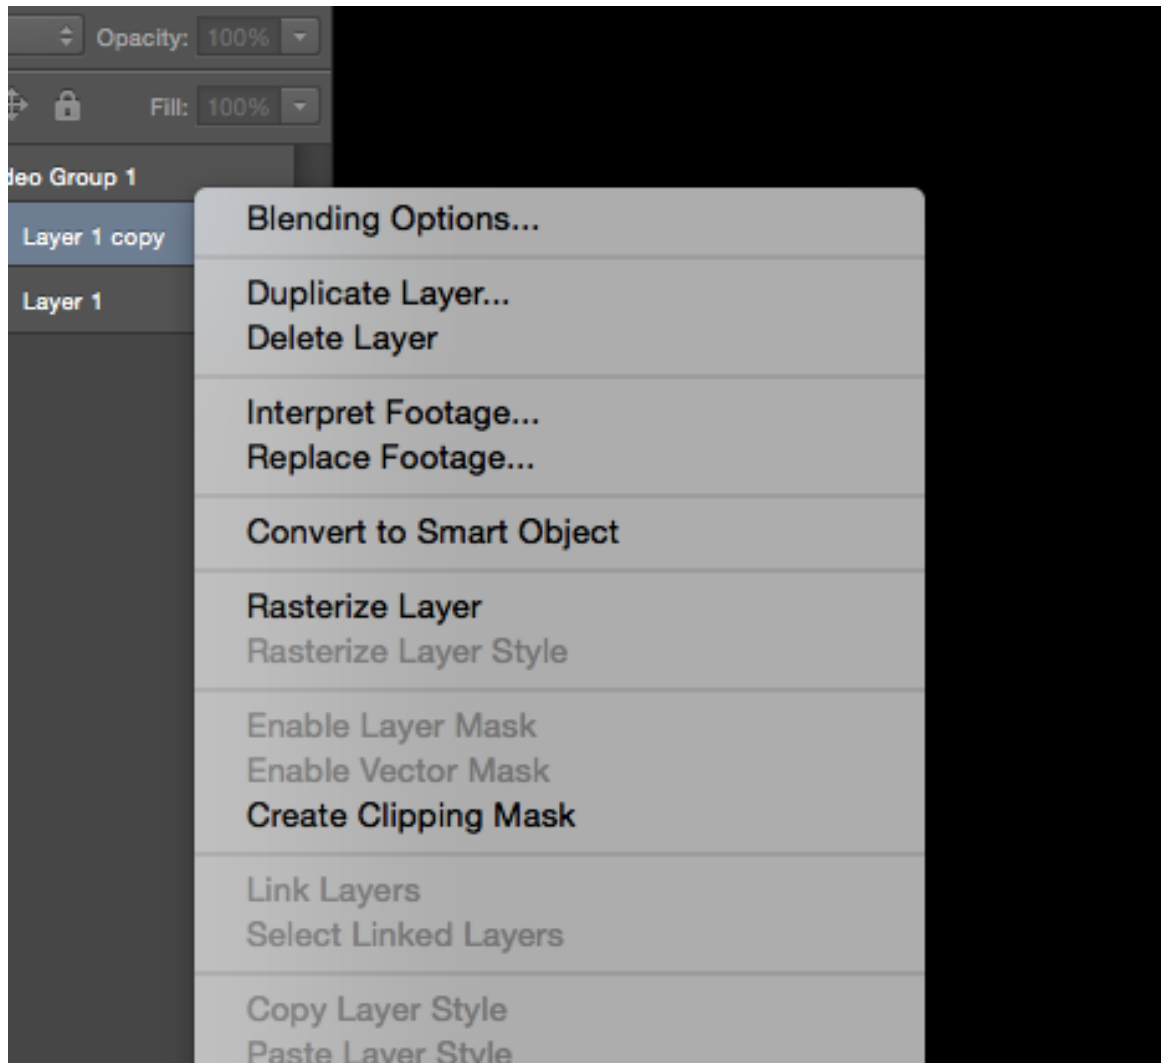 Opacity: 100%
Fill: 100%
deo Group 1
Layer 1 copy
Layer 1
Blending Options...
Duplicate Layer...
Delete Layer
Interpret Footage...
Replace Footage...
Convert to Smart Object
Rasterize Layer
Rasterize Layer Style
Enable Layer Mask
Enable Vector Mask
Create Clipping Mask
Link Layers
Select Linked Layers
Copy Layer Style
Paste Layer Style